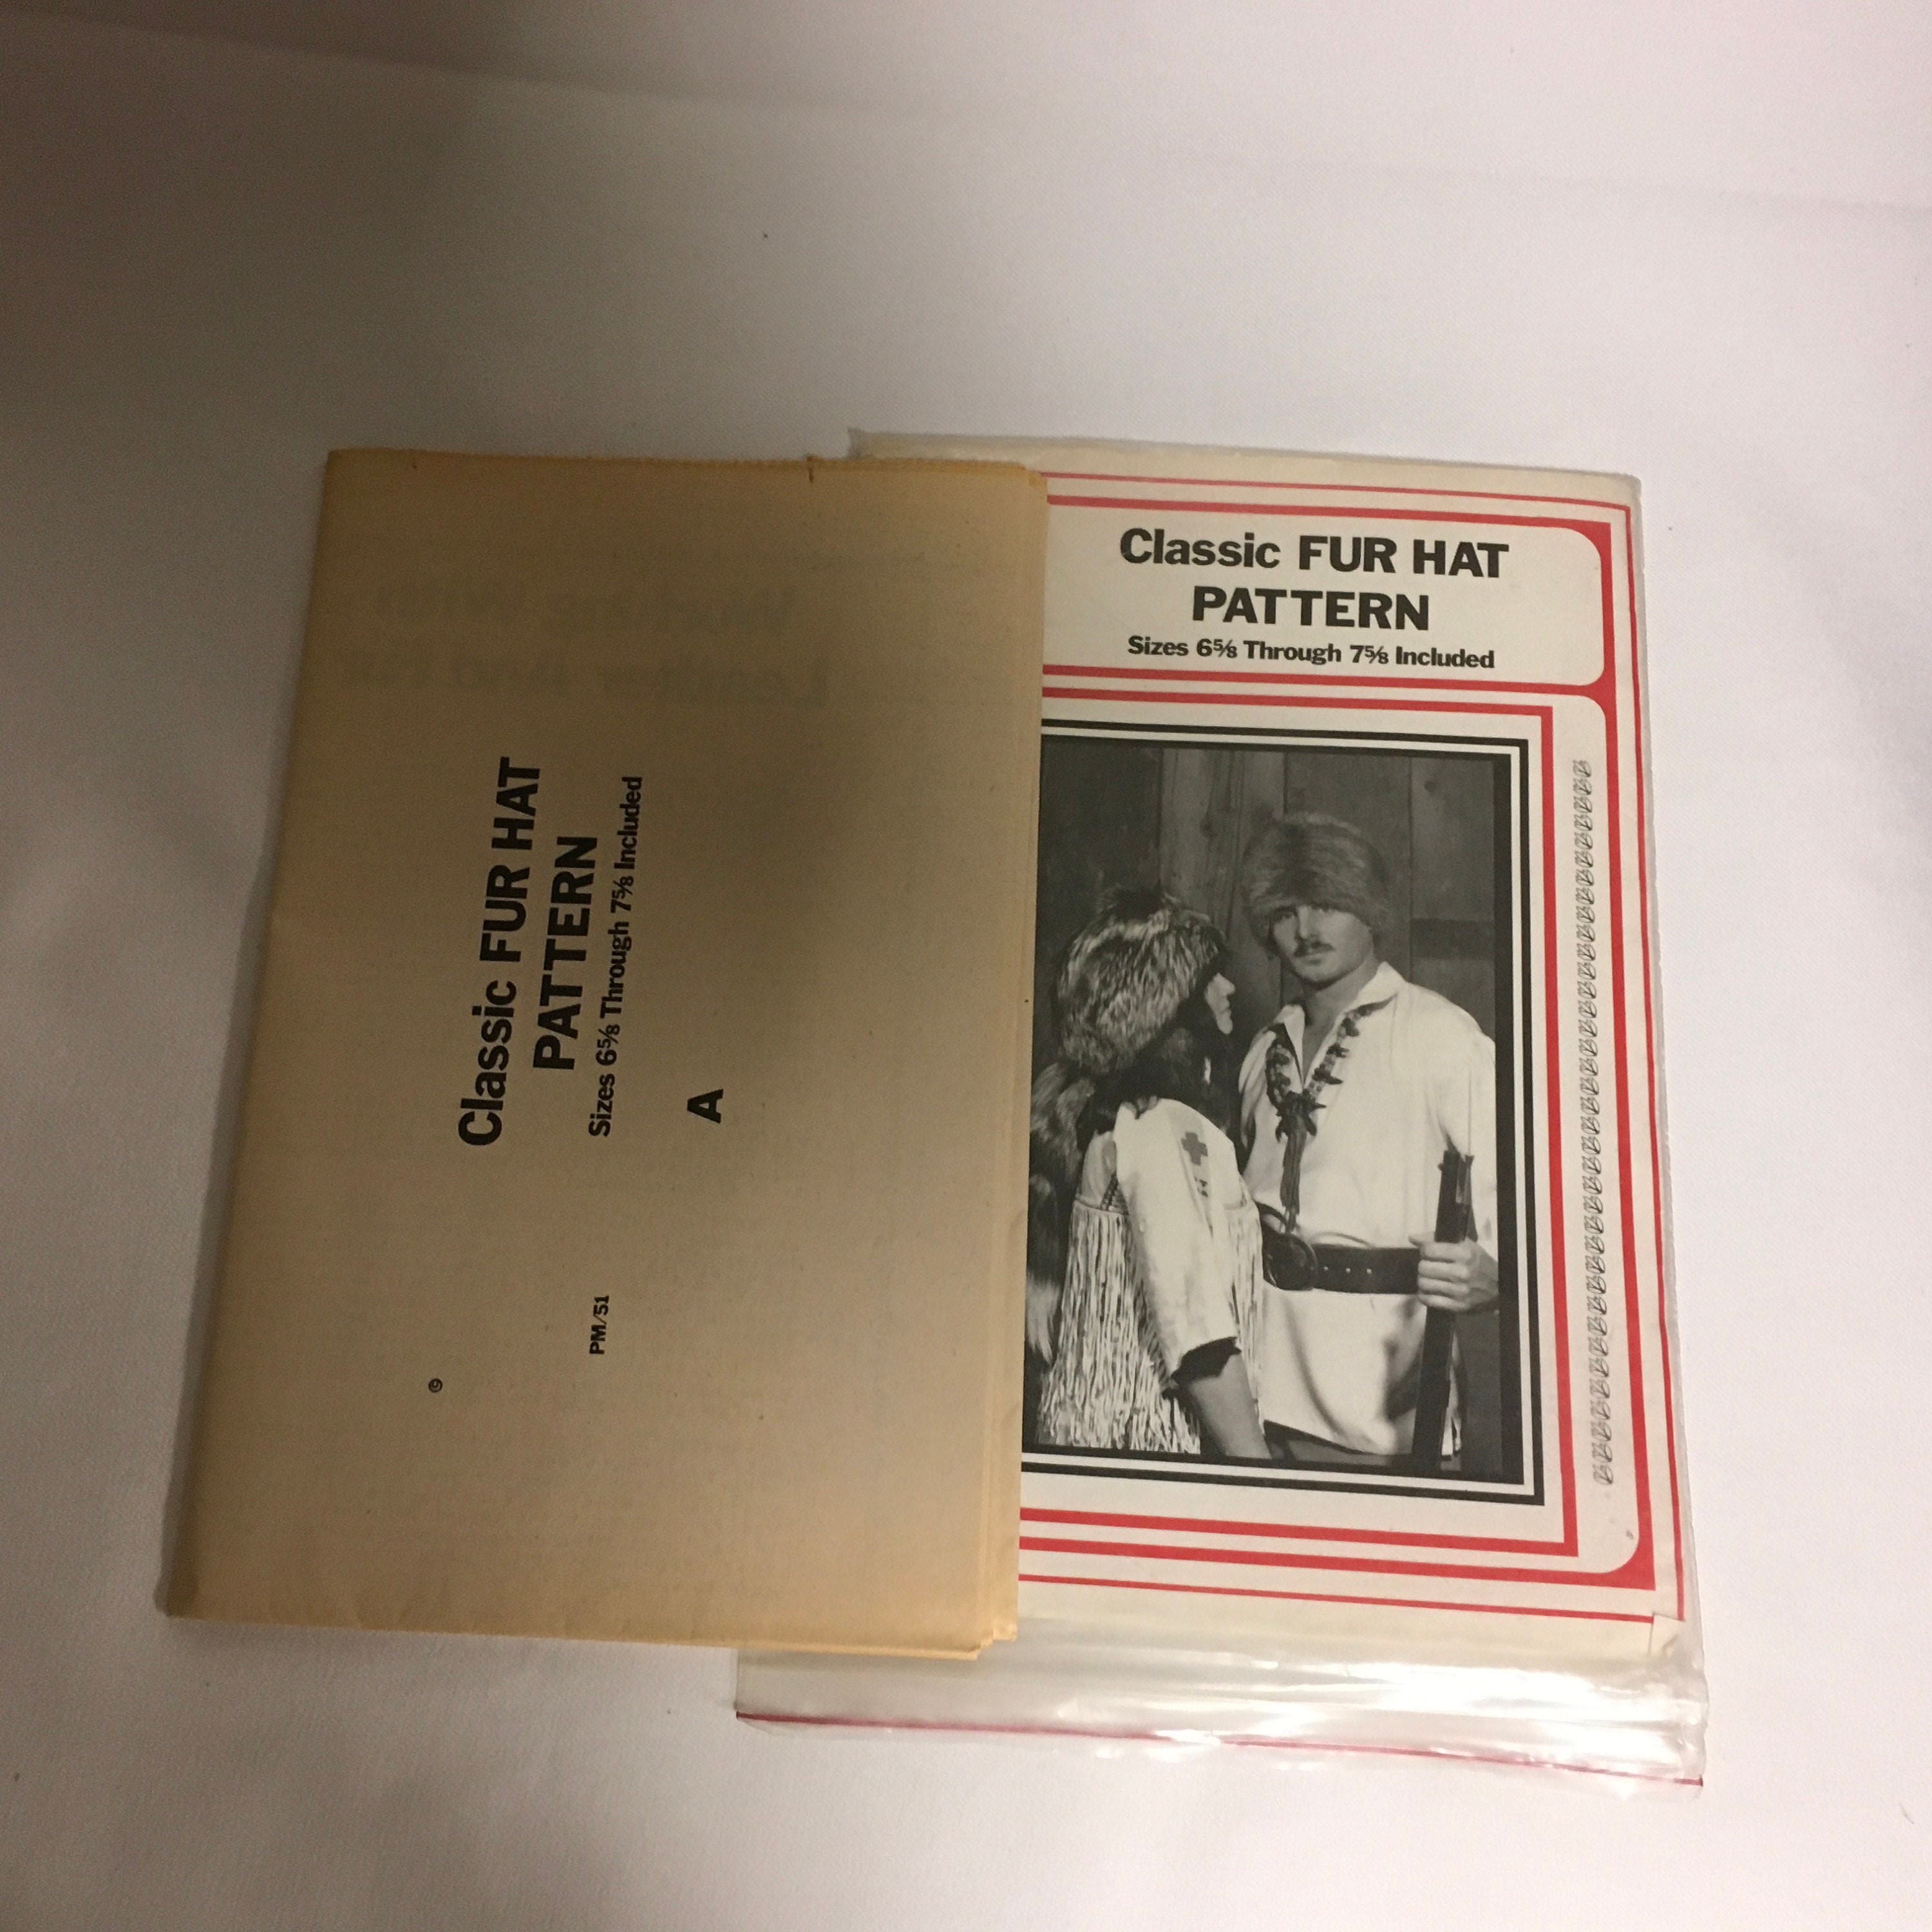 Classic FUR HAT
PATTERN
Sizes 6⅝ Through 7⅝ Included
A
PM/51
©
Classic FUR HAT
PATTERN
Sizes 6⅝ Through 7⅝ Included